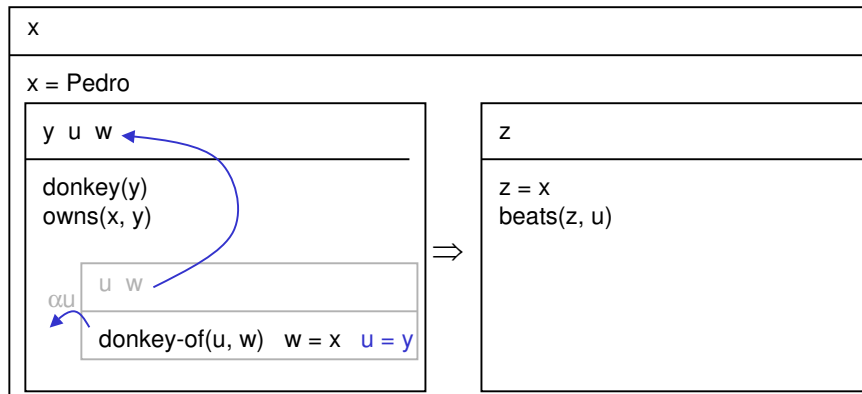 x
x = Pedro
y u w
donkey(y)
owns(x, y)
αu
u w
donkey-of(u, w) w = x u = y
⇒
z
z = x
beats(z, u)